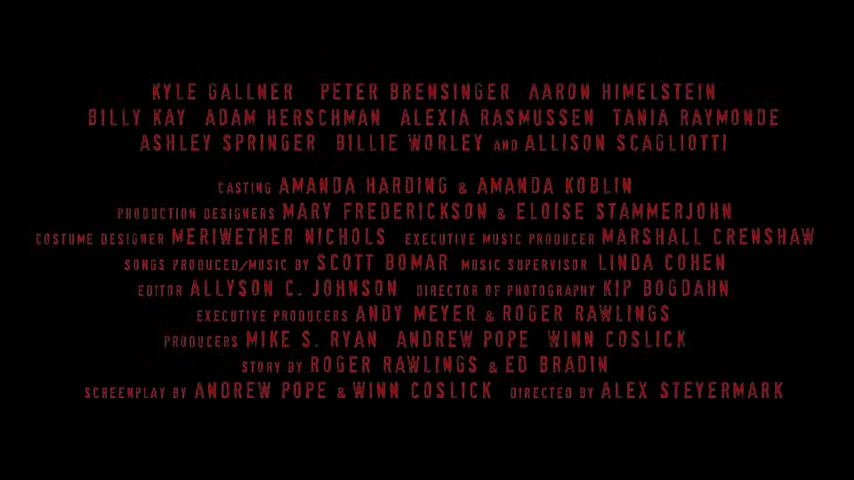 KYLE GALLNER PETER BRENSINGER AARON HIMELSTEIN
BILLY KAY ADAM HERSCHMAN ALEXIA RASMUSSEN TANIA RAYMONDE
ASHLEY SPRINGER BILLIE WORLEY AND ALLISON SCAGLIOTTI
CASTING AMANDA HARDING & AMANDA KOBLIN
PRODUCTION DESIGNERS MARY FREDERICKSON & ELOISE STAMMERJOHN
COSTUME DESIGNER MERIWETHER NICHOLS EXECUTIVE MUSIC PRODUCER MARSHALL CRENSHAW
SONGS PRODUCED/MUSIC BY SCOTT BOMAR MUSIC SUPERVISOR LINDA COHEN
EDITOR ALLYSON C. JOHNSON DIRECTOR OF PHOTOGRAPHY KIP BOGDAHN
EXECUTIVE PRODUCERS ANDY MEYER & ROGER RAWLINGS
PRODUCERS MIKE S. RYAN ANDREW POPE WINN COSLICK
STORY BY ROGER RAWLINGS & ED BRADIN
SCREENPLAY BY ANDREW POPE & WINN COSLICK DIRECTED BY ALEX STEYERMARK